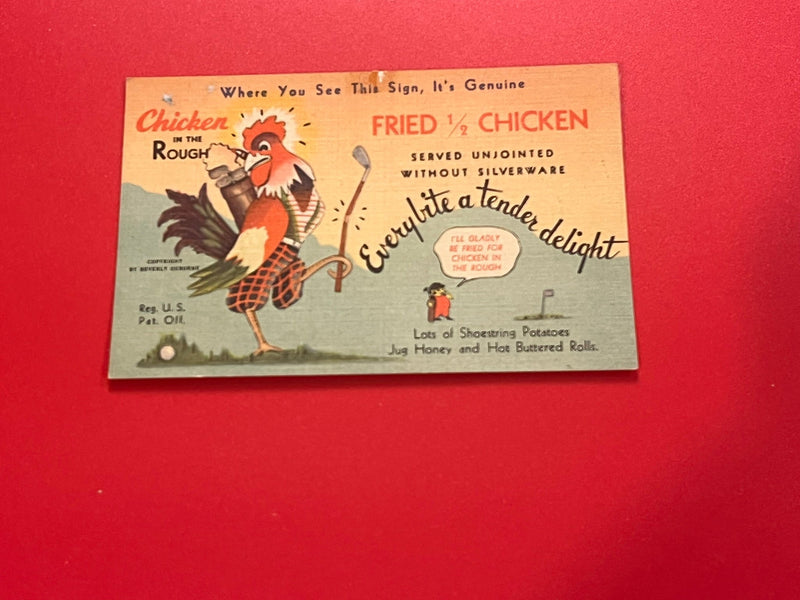 Where You See This Sign, It's Genuine
Chicken
IN THE
ROUGH
FRIED ½ CHICKEN
SERVED UNJOINTED
WITHOUT SILVERWARE
Everybite a tender delight
I'LL GLADLY
BE FRIED FOR
CHICKEN IN
THE ROUGH
COPYRIGHT
BY BEVERLY OSBORNE
Reg. U.S.
Pat. Off.
Lots of Shoestring Potatoes
Jug Honey and Hot Buttered Rolls.